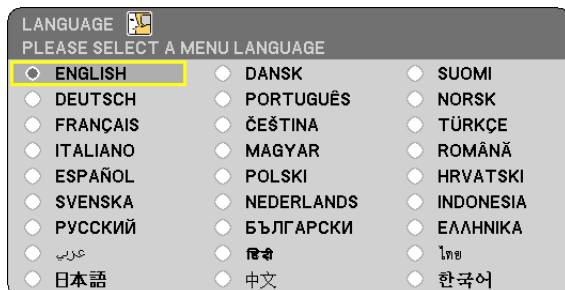 LANGUAGE
PLEASE SELECT A MENU LANGUAGE
ENGLISH DANSK SUOMI
DEUTSCH PORTUGUÊS NORSK
FRANÇAIS ČEŠTINA TÜRKÇE
ITALIANO MAGYAR ROMÂNĂ
ESPAÑOL POLSKI HRVATSKI
SVENSKA NEDERLANDS INDONESIA
РУССКИЙ БЪЛГАРСКИ ΕΛΛΗΝΙΚΑ
عربي हिंदी ไทย
日本語 中文 한국어